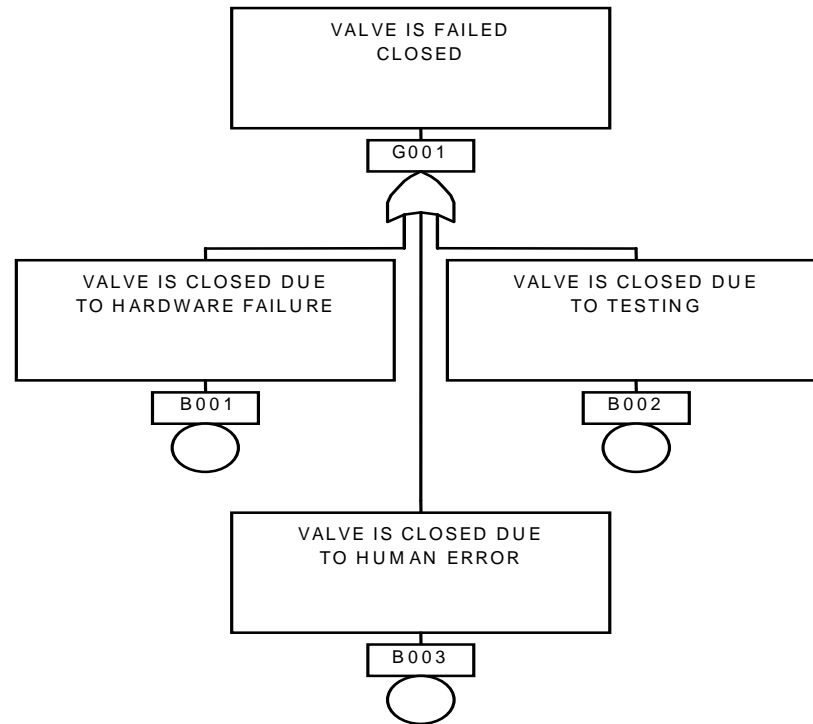 VALVE IS FAILED
CLOSED
G001
VALVE IS CLOSED DUE
TO HARDWARE FAILURE
VALVE IS CLOSED DUE
TO TESTING
B001
B002
VALVE IS CLOSED DUE
TO HUMAN ERROR
B003